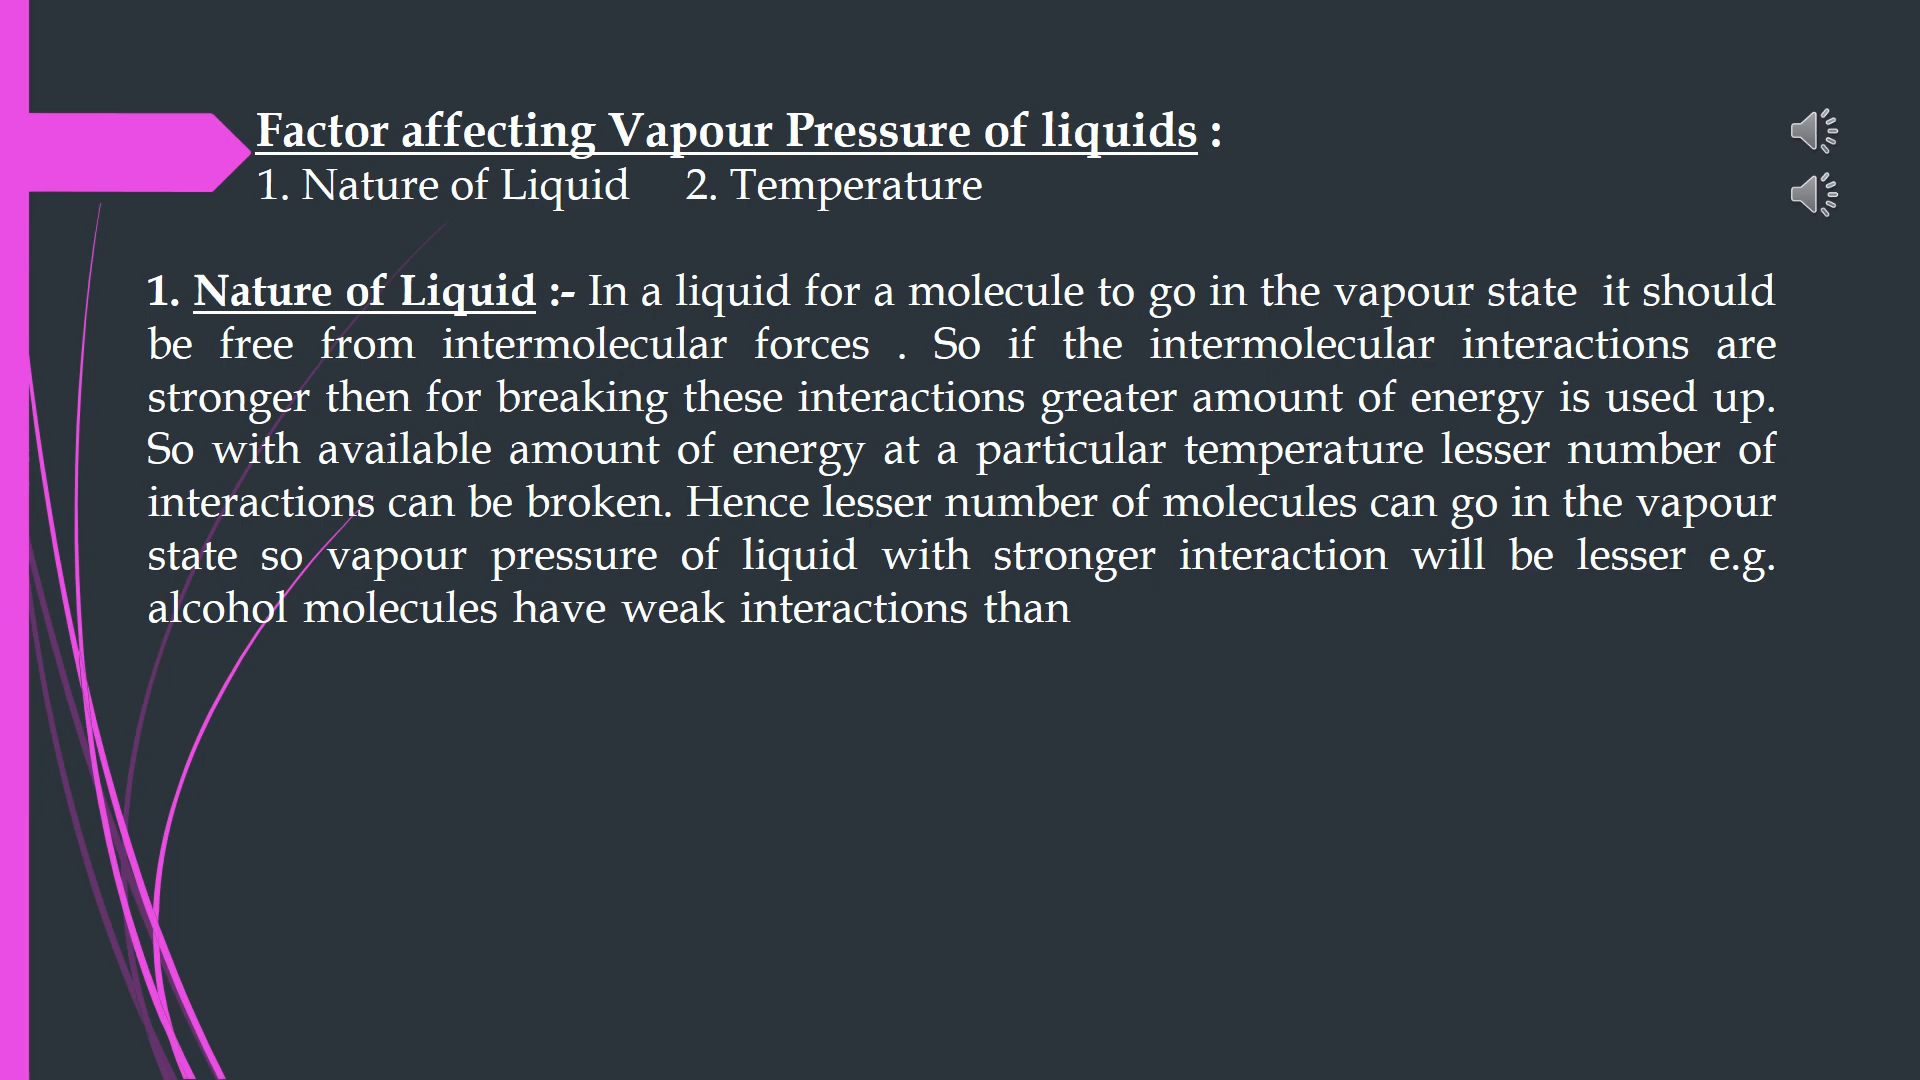 Factor affecting Vapour Pressure of liquids :
1. Nature of Liquid 2. Temperature
1. Nature of Liquid :- In a liquid for a molecule to go in the vapour state it should
be free from intermolecular forces . So if the intermolecular interactions are
stronger then for breaking these interactions greater amount of energy is used up.
So with available amount of energy at a particular temperature lesser number of
interactions can be broken. Hence lesser number of molecules can go in the vapour
state so vapour pressure of liquid with stronger interaction will be lesser e.g.
alcohol molecules have weak interactions than